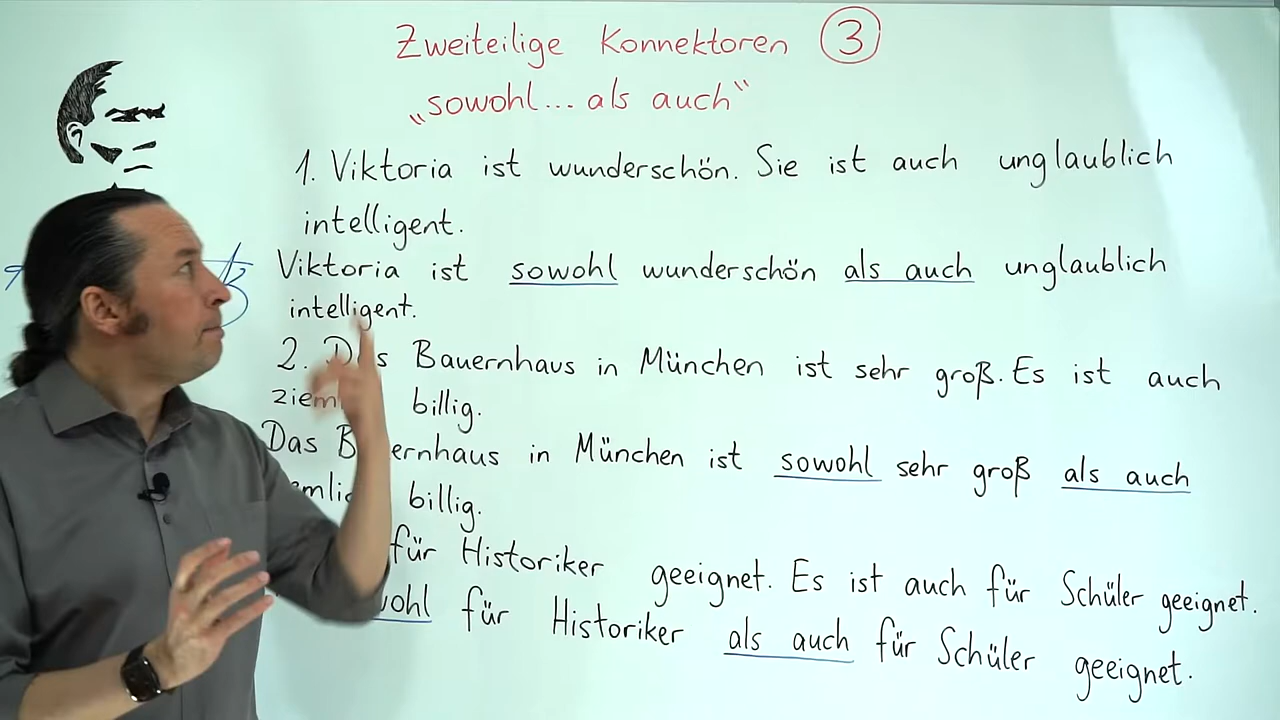 Zweiteilige Konnektoren 3
„sowohl... als auch“
1. Viktoria ist wunderschön. Sie ist auch unglaublich
intelligent.
Viktoria ist sowohl wunderschön als auch unglaublich
intelligent.
2. Das Bauernhaus in München ist sehr groß. Es ist auch
billig.
Das Bauernhaus in München ist sowohl sehr groß als auch
billig.
für Historiker geeignet. Es ist auch für Schüler geeignet.
für Historiker als auch für Schüler geeignet.